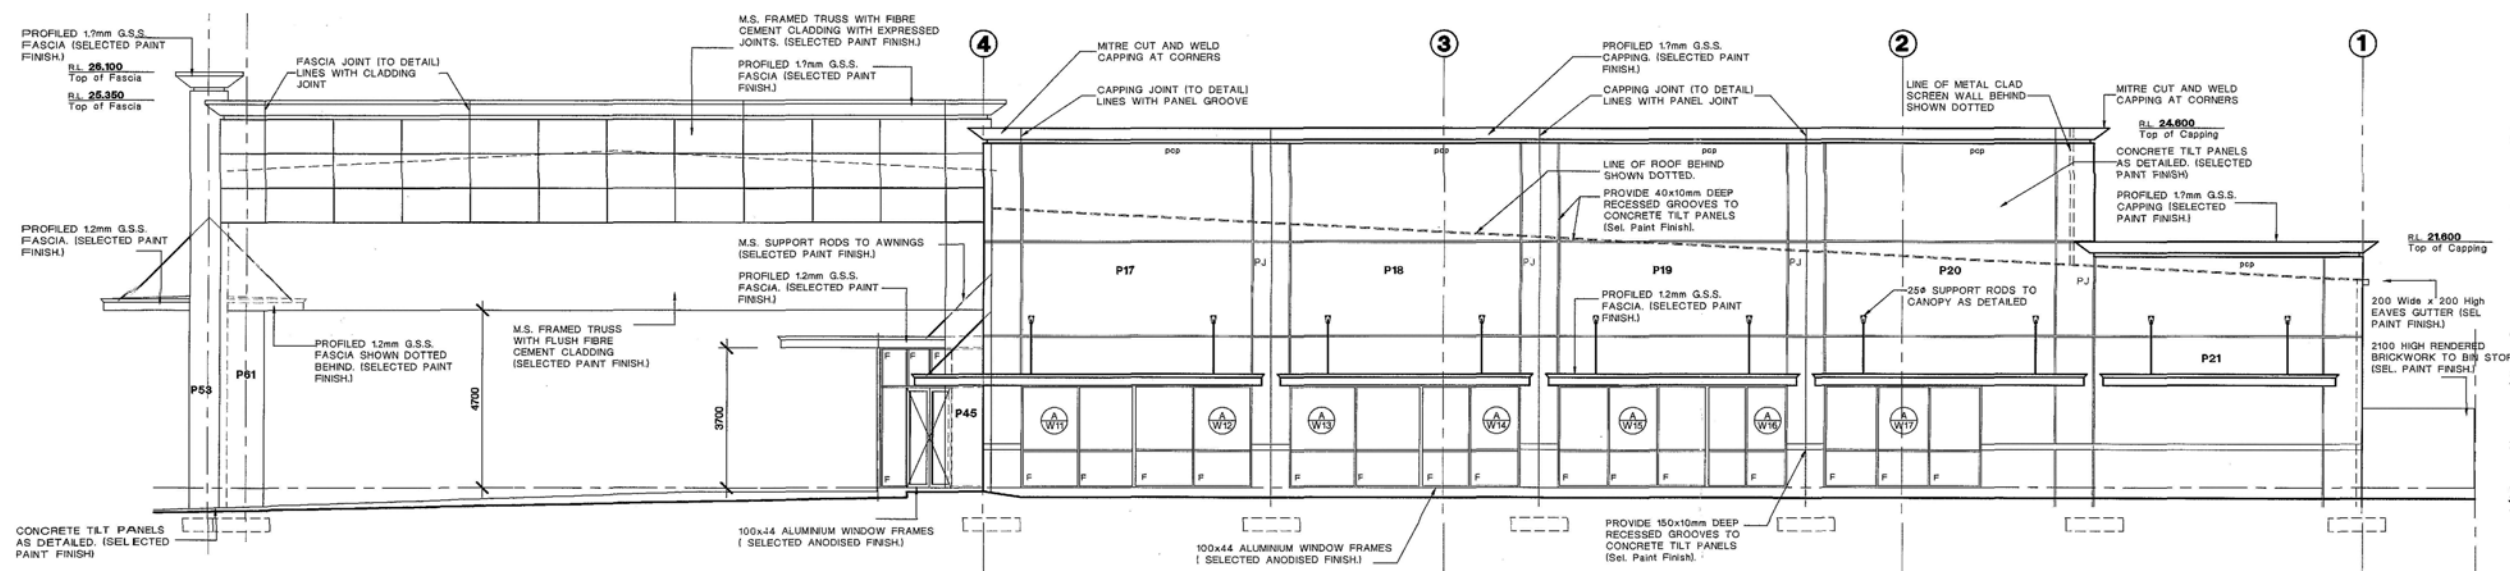 PROFILED 1.?mm G.S.S.
FASCIA (SELECTED PAINT
FINISH.)
R.L. 26.100
Top of Fascia
R.L. 25.350
Top of Fascia
FASCIA JOINT (TO DETAIL)
LINES WITH CLADDING
JOINT
M.S. FRAMED TRUSS WITH FIBRE
CEMENT CLADDING WITH EXPRESSED
JOINTS. (SELECTED PAINT FINISH.)
PROFILED 1.?mm G.S.S.
FASCIA (SELECTED PAINT
FINISH.)
4
MITRE CUT AND WELD
CAPPING AT CORNERS
CAPPING JOINT (TO DETAIL)
LINES WITH PANEL GROOVE
3
PROFILED 1.?mm G.S.S.
CAPPING. (SELECTED PAINT
FINISH.)
CAPPING JOINT (TO DETAIL)
LINES WITH PANEL JOINT
2
LINE OF METAL CLAD
SCREEN WALL BEHIND
SHOWN DOTTED
1
MITRE CUT AND WELD
CAPPING AT CORNERS
R.L. 24.600
Top of Capping
CONCRETE TILT PANELS
AS DETAILED. (SELECTED
PAINT FINISH)
PROFILED 1.?mm G.S.S.
CAPPING (SELECTED
PAINT FINISH.)
R.L. 21.600
Top of Capping
pcp
pcp
pcp
pcp
pcp
LINE OF ROOF BEHIND
SHOWN DOTTED.
PROVIDE 40x10mm DEEP
RECESSED GROOVES TO
CONCRETE TILT PANELS
(Sel. Paint Finish).
PROFILED 1.2mm G.S.S.
FASCIA. (SELECTED PAINT
FINISH.)
M.S. SUPPORT RODS TO AWNINGS
(SELECTED PAINT FINISH.)
PROFILED 1.2mm G.S.S.
FASCIA. (SELECTED PAINT
FINISH.)
P17
PJ
P18
PJ
P19
PJ
P20
PJ
25ø SUPPORT RODS TO
CANOPY AS DETAILED
PROFILED 1.2mm G.S.S.
FASCIA. (SELECTED PAINT
FINISH.)
200 Wide x 200 High
EAVES GUTTER (SEL
PAINT FINISH.)
2100 HIGH RENDERED
BRICKWORK TO BIN STOR
(SEL. PAINT FINISH.)
M.S. FRAMED TRUSS
WITH FLUSH FIBRE
CEMENT CLADDING
(SELECTED PAINT FINISH.)
PROFILED 1.2mm G.S.S.
FASCIA SHOWN DOTTED
BEHIND. (SELECTED PAINT
FINISH.)
P53
P61
4700
3700
F F F
P45
P21
A
W11
A
W12
A
W13
A
W14
A
W15
A
W16
A
W17
F F F F F F F F F F F F F F F F
CONCRETE TILT PANELS
AS DETAILED. (SELECTED
PAINT FINISH)
100x44 ALUMINIUM WINDOW FRAMES
( SELECTED ANODISED FINISH.)
100x44 ALUMINIUM WINDOW FRAMES
( SELECTED ANODISED FINISH.)
PROVIDE 150x10mm DEEP
RECESSED GROOVES TO
CONCRETE TILT PANELS
(Sel. Paint Finish).